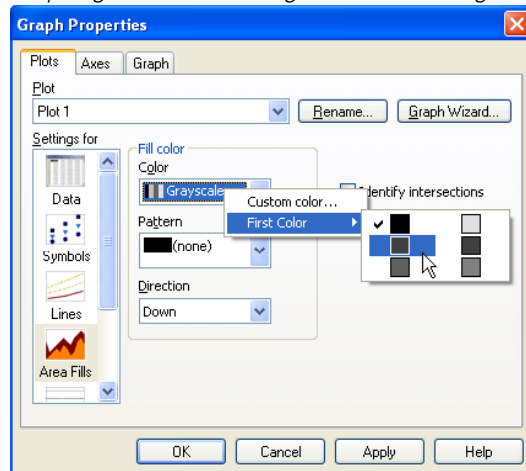 Graph Properties
Plots Axes Graph
Plot
Plot 1 Rename... Graph Wizard...
Settings for
Fill color
Color
Grayscale
Custom color...
First Color
Identify intersections
Data
Pattern
(none)
Symbols
Direction
Down
Lines
Area Fills
OK Cancel Apply Help